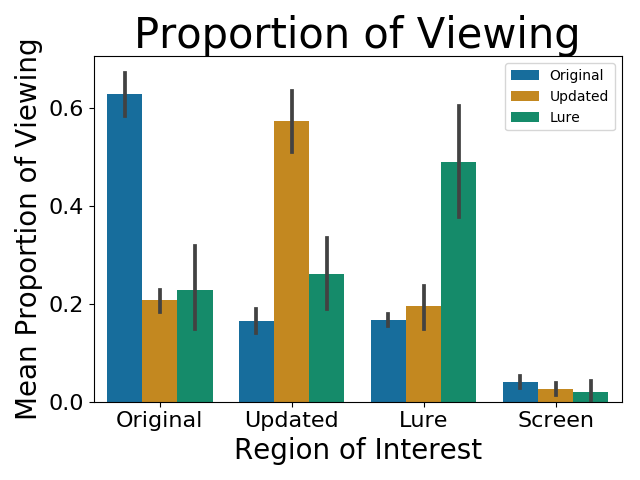 Proportion of Viewing
Mean Proportion of Viewing
0.6
0.4
0.2
0.0
Original
Updated
Lure
Original Updated Lure Screen
Region of Interest